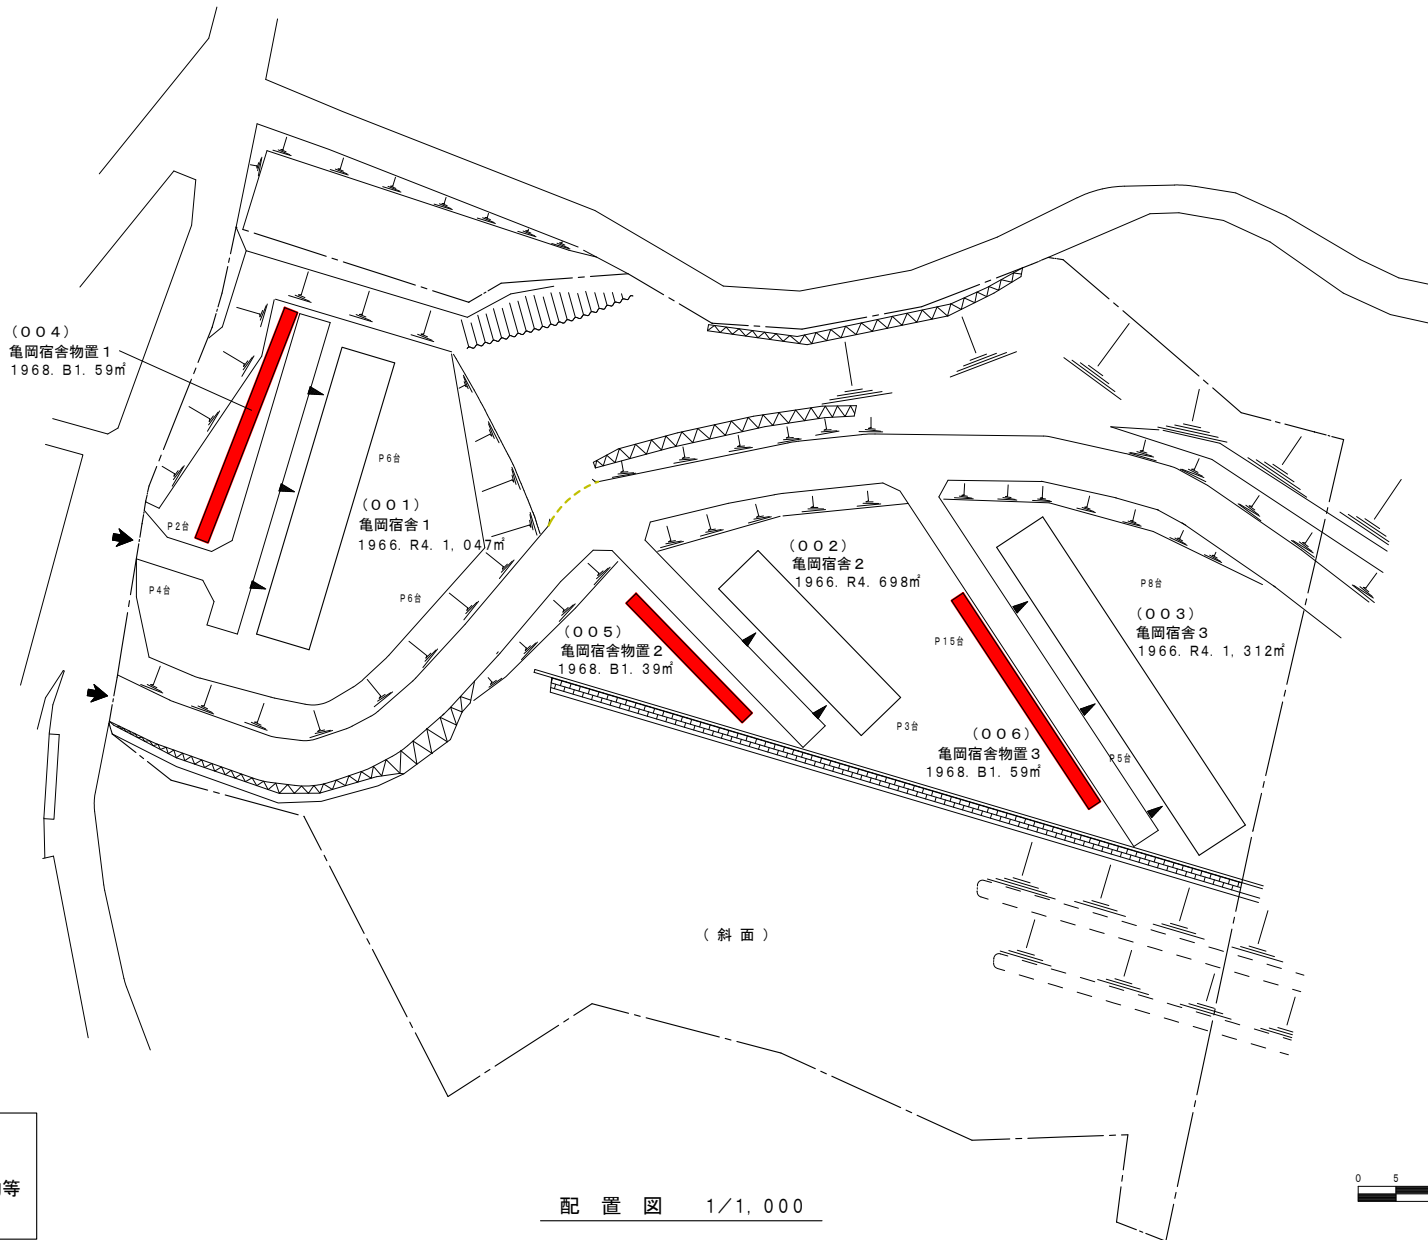 (００４)
亀岡宿舎物置１
1968. B1. 59㎡
P6台
(００１)
亀岡宿舎１
1966. R4. 1, 047㎡
P2台
P4台
P6台
(００２)
亀岡宿舎２
1966. R4. 698㎡
P8台
(００３)
亀岡宿舎３
1966. R4. 1, 312㎡
(００５)
亀岡宿舎物置２
1968. B1. 39㎡
P15台
P3台
(００６)
亀岡宿舎物置３
1968. B1. 59㎡
P5台
(斜面)
等
配置図 1/1, 000
0 5